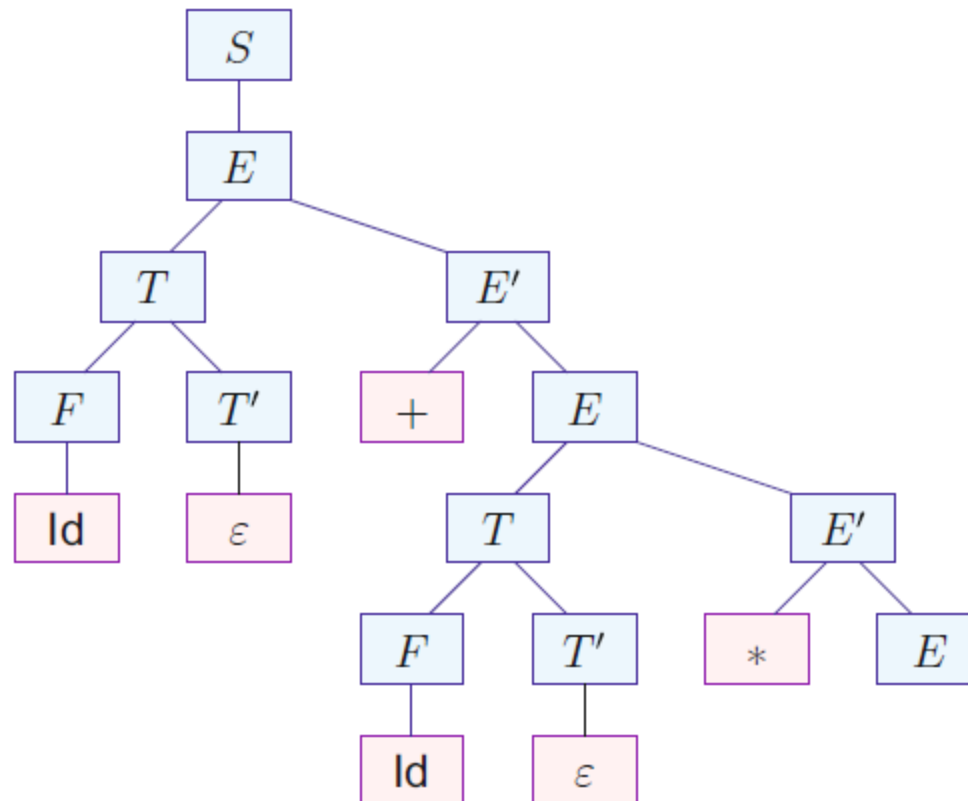 S
E
T E′
F T′ + E
Id ε T E′
F T′ * E
Id ε